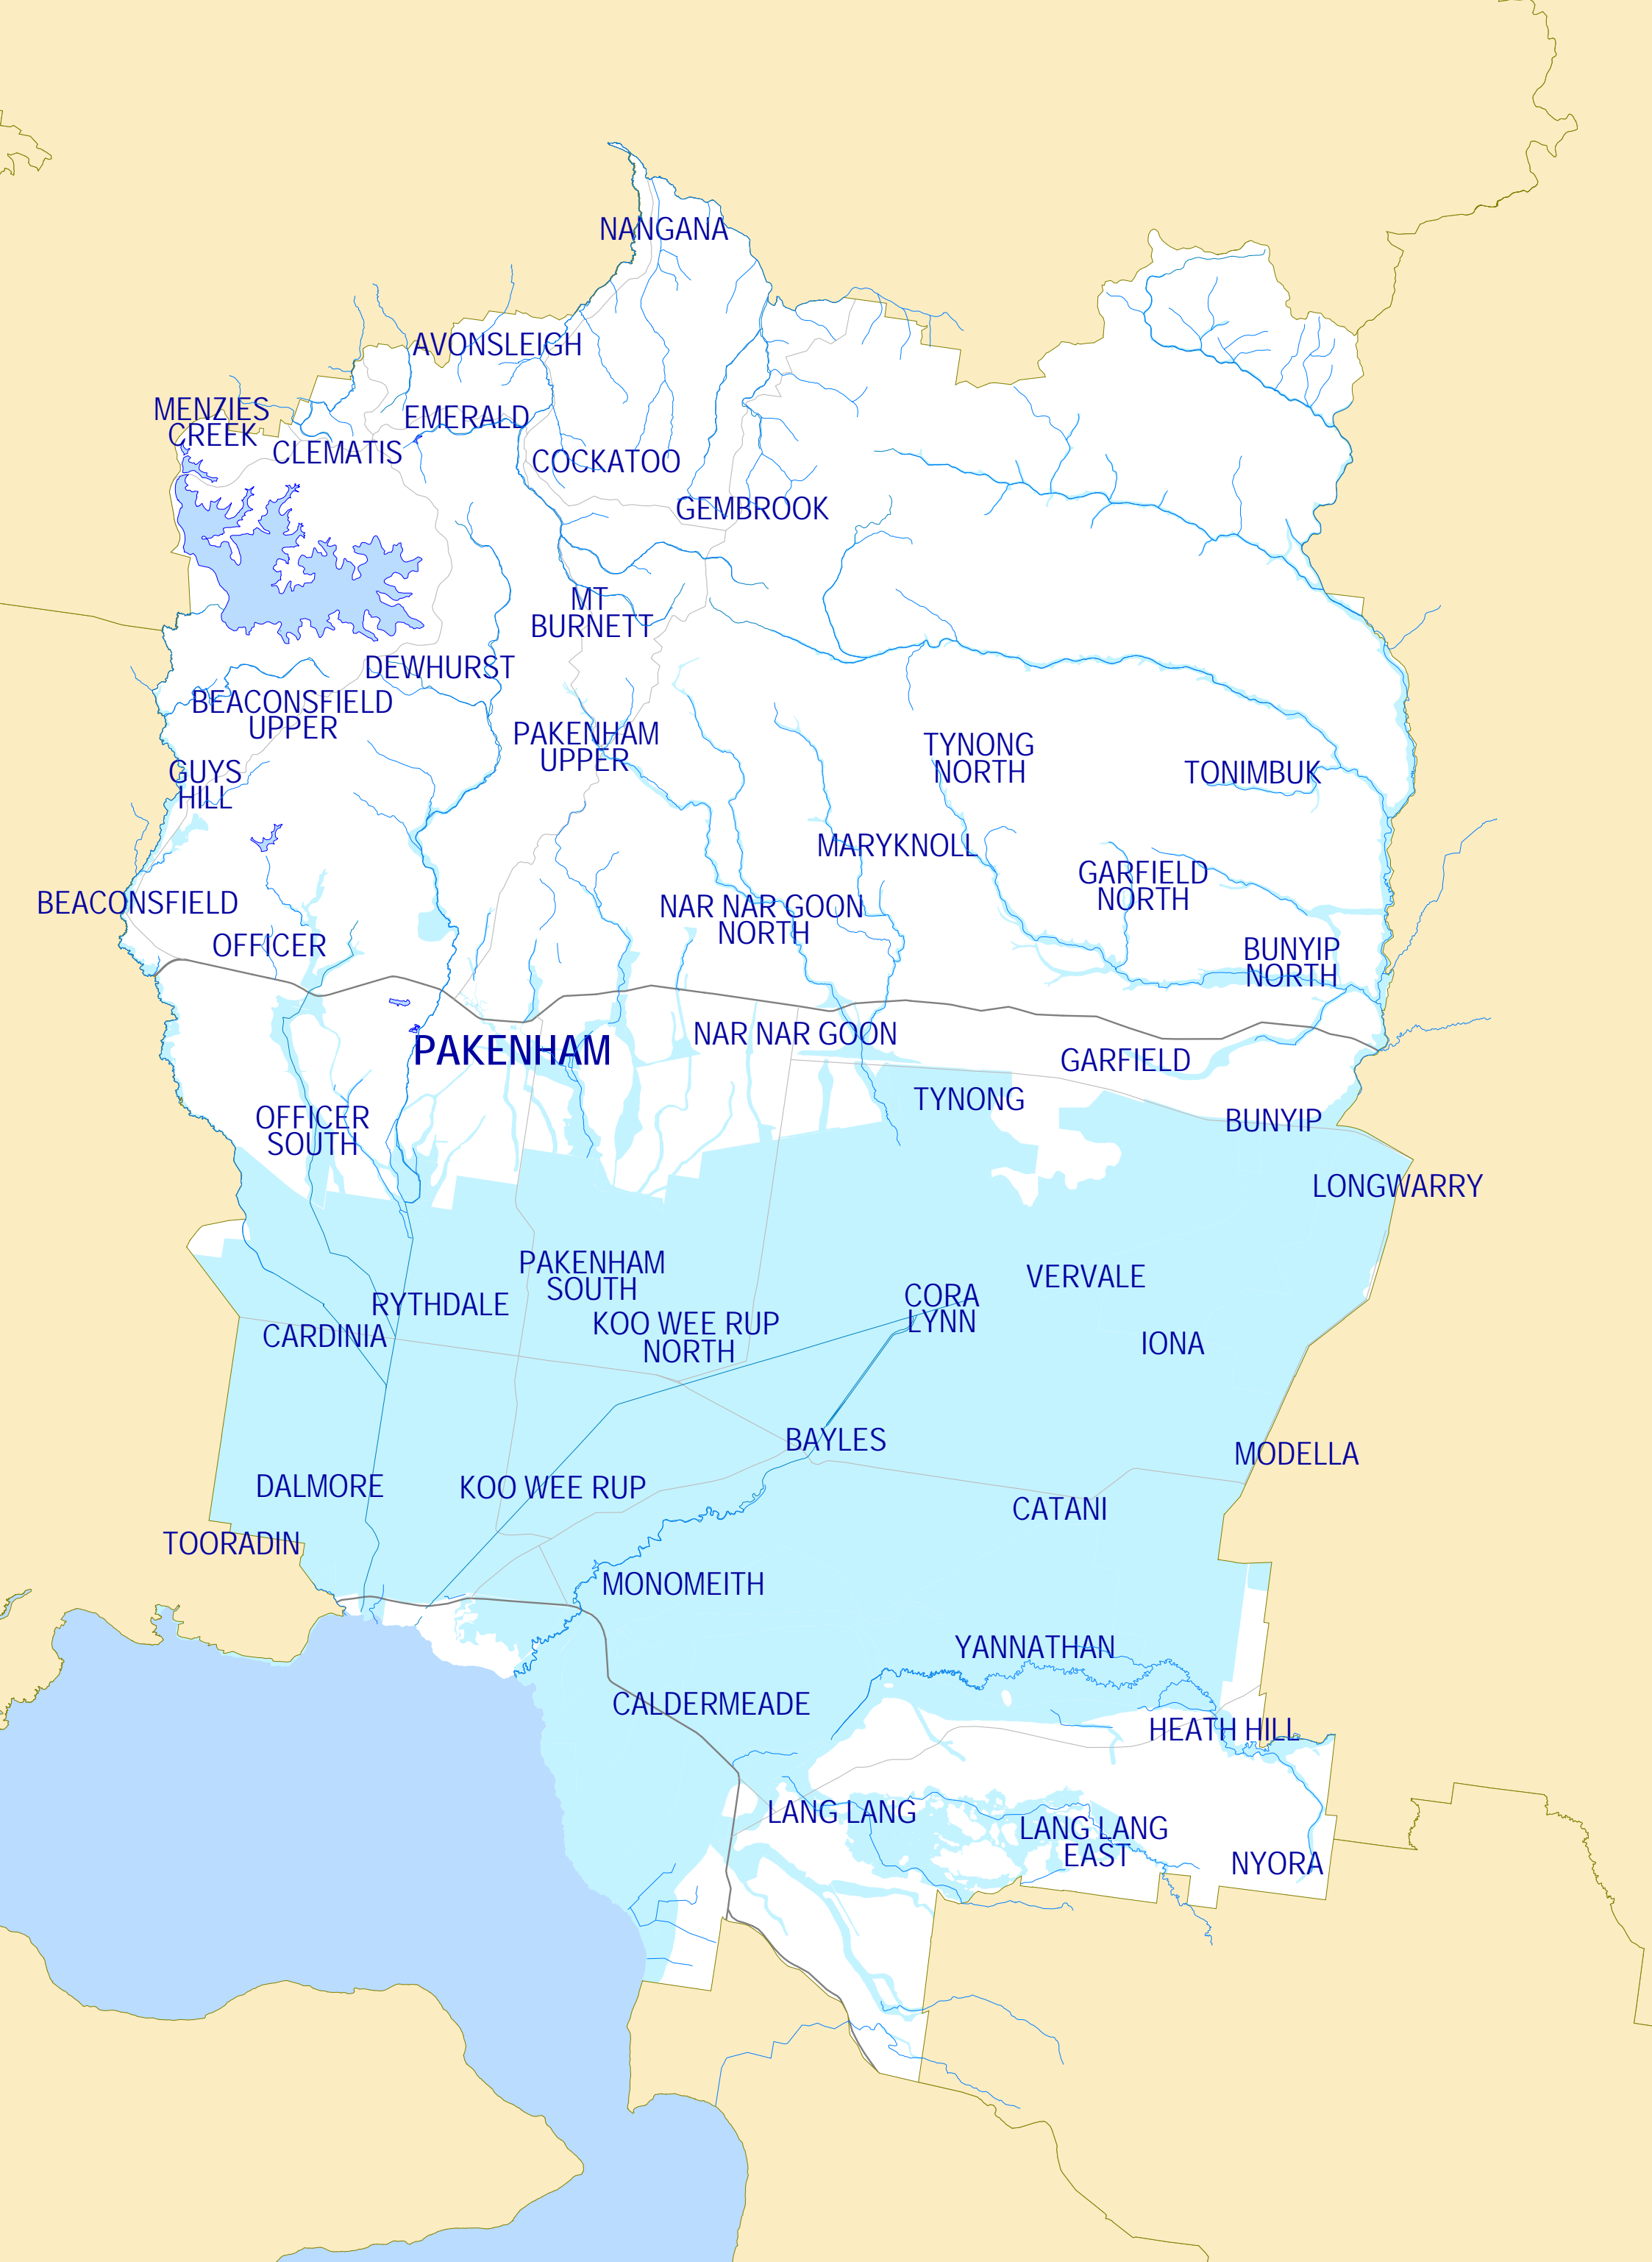 NANGANA
AVONSLEIGH
MENZIES
CREEK
EMERALD
CLEMATIS
COCKATOO
GEMBROOK
MT
BURNETT
DEWHURST
BEACONSFIELD
UPPER
PAKENHAM
UPPER
TYNONG
NORTH
GUYS
HILL
TONIMBUK
MARYKNOLL
GARFIELD
NORTH
BEACONSFIELD
NAR NAR GOON
NORTH
OFFICER
BUNYIP
NORTH
NAR NAR GOON
PAKENHAM
GARFIELD
TYNONG
OFFICER
SOUTH
BUNYIP
LONGWARRY
PAKENHAM
SOUTH
VERVALE
CORA
LYNN
RYTHDALE
KOO WEE RUP
NORTH
CARDINIA
IONA
BAYLES
MODELLA
DALMORE
KOO WEE RUP
CATANI
TOORADIN
MONOMEITH
YANNATHAN
CALDERMEADE
HEATH HILL
LANG LANG
LANG LANG
EAST
NYORA